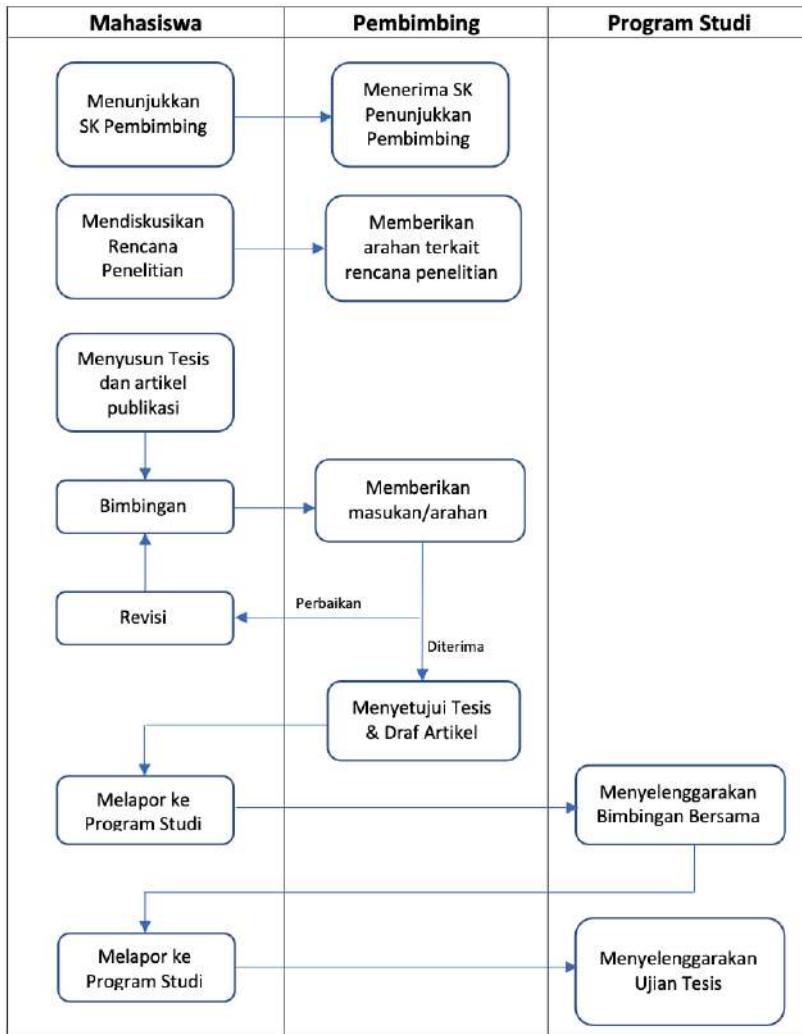 Mahasiswa
Pembimbing
Program Studi
Menunjukkan
SK Pembimbing
Menerima SK
Penunjukkan
Pembimbing
Mendiskusikan
Rencana
Penelitian
Memberikan
arahan terkait
rencana penelitian
Menyusun Tesis
dan artikel
publikasi
Bimbingan
Memberikan
masukan/arahan
Revisi
Perbaikan
Diterima
Menyetujui Tesis
& Draf Artikel
Melapor ke
Program Studi
Menyelenggarakan
Bimbingan Bersama
Melapor ke
Program Studi
Menyelenggarakan
Ujian Tesis